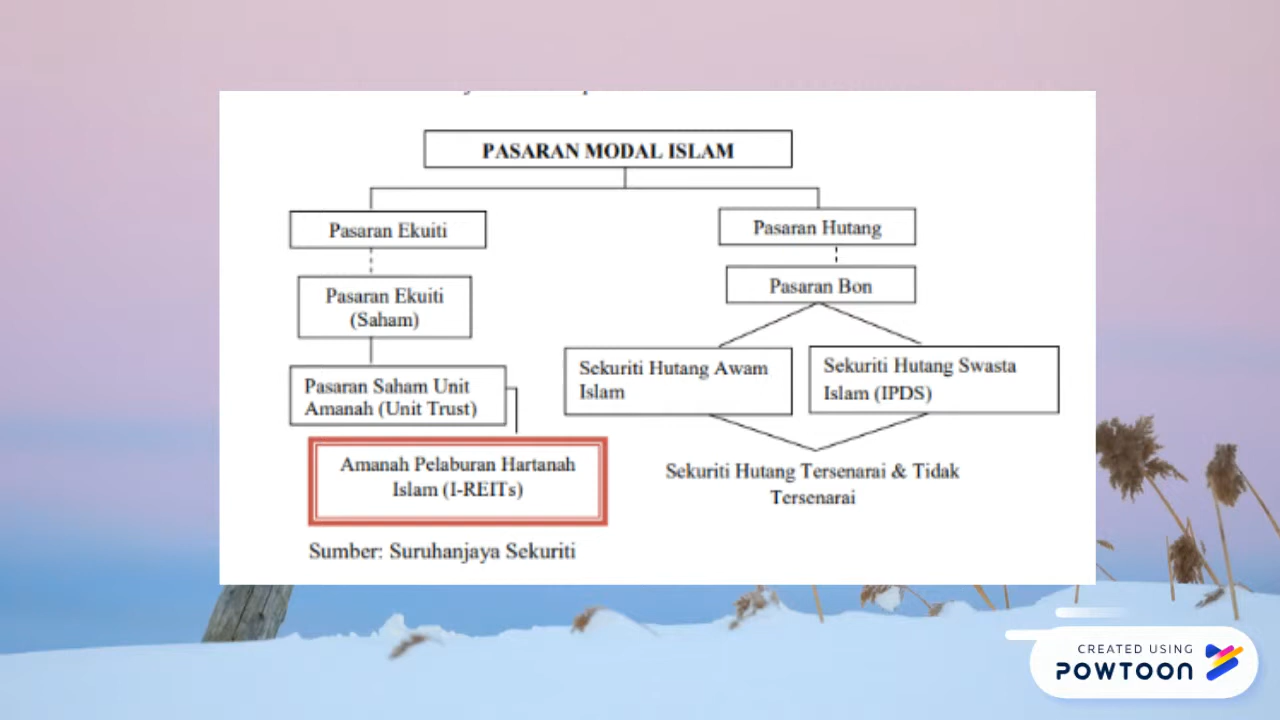 PASARAN MODAL ISLAM
Pasaran Ekuiti
Pasaran Hutang
Pasaran Ekuiti
(Saham)
Pasaran Bon
Pasaran Saham Unit
Amanah (Unit Trust)
Sekuriti Hutang Awam
Islam
Sekuriti Hutang Swasta
Islam (IPDS)
Amanah Pelaburan Hartanah
Islam (I-REITs)
Sekuriti Hutang Tersenarai & Tidak
Tersenarai
Sumber: Suruhanjaya Sekuriti
CREATED USING
POWTOON